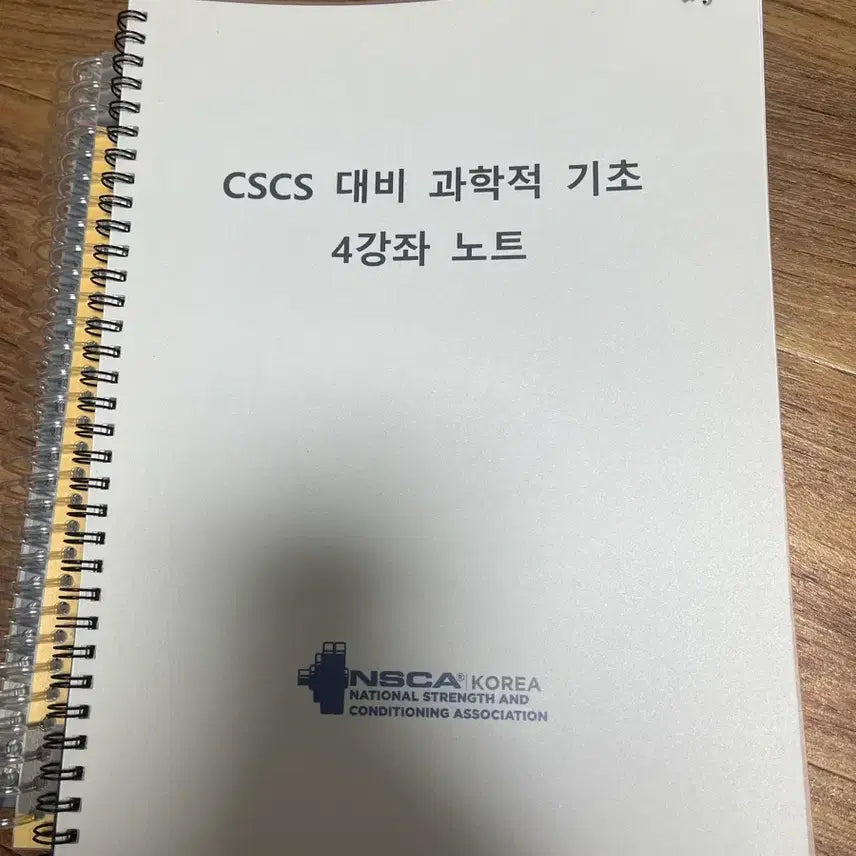 CSCS 대비 과학적 기초
4강좌 노트
NSCA® KOREA
NATIONAL STRENGTH AND
CONDITIONING ASSOCIATION